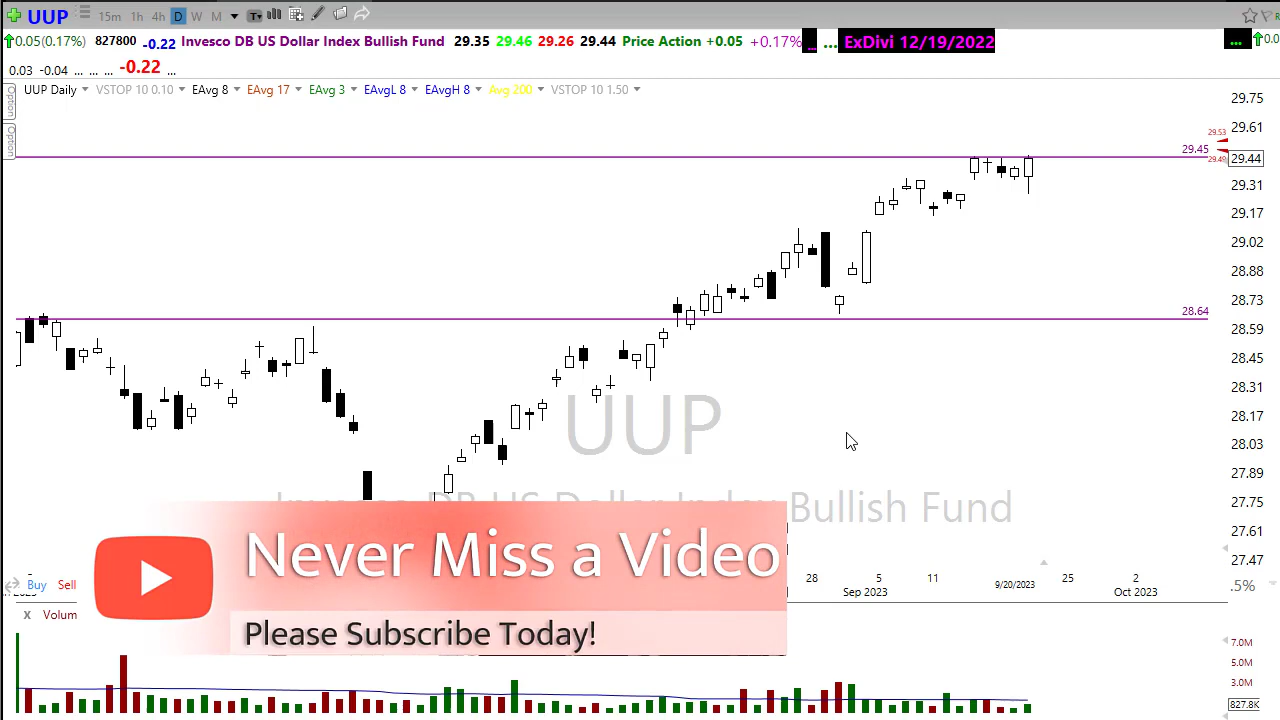 UUP 15m 1h 4h D W M T
0.05(0.17%) 827800 -0.22 Invesco DB US Dollar Index Bullish Fund 29.35 29.46 29.26 29.44 Price Action +0.05 +0.17% ... ... ExDivi 12/19/2022 ... 0.0
0.03 -0.04 ... ... ... -0.22 ...
UUP Daily VSTOP 10 0.10 EAvg 8 EAvg 17 EAvg 3 EAvgL 8 EAvgH 8 Avg 200 VSTOP 10 1.50
Option
Option
29.75
29.61
29.53
29.45
29.44
29.31
29.17
29.02
28.88
28.73
28.64
28.59
28.45
28.31
28.17
28.03
27.89
27.75
27.61
27.47
UUP
Bullish Fund
Never Miss a Video
Please Subscribe Today!
Buy Sell
28 5 11 9/20/2023 25 2
Sep 2023 Oct 2023
.5%
X Volum
7.0M
5.0M
3.0M
827.8K